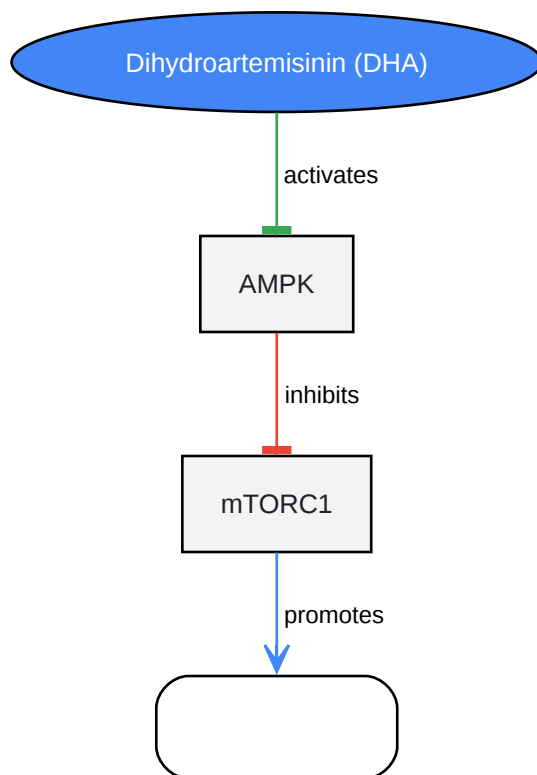 Dihydroartemisinin (DHA)
activates
AMPK
inhibits
mTORC1
promotes